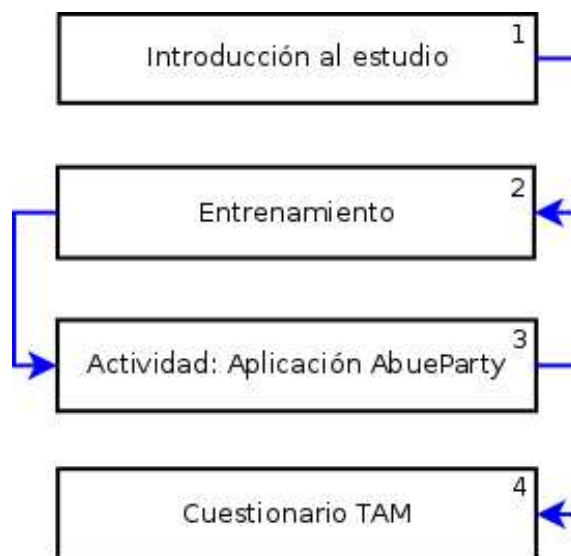 1
Introducción al estudio
2
Entrenamiento
3
Actividad: Aplicación AbueParty
4
Cuestionario TAM